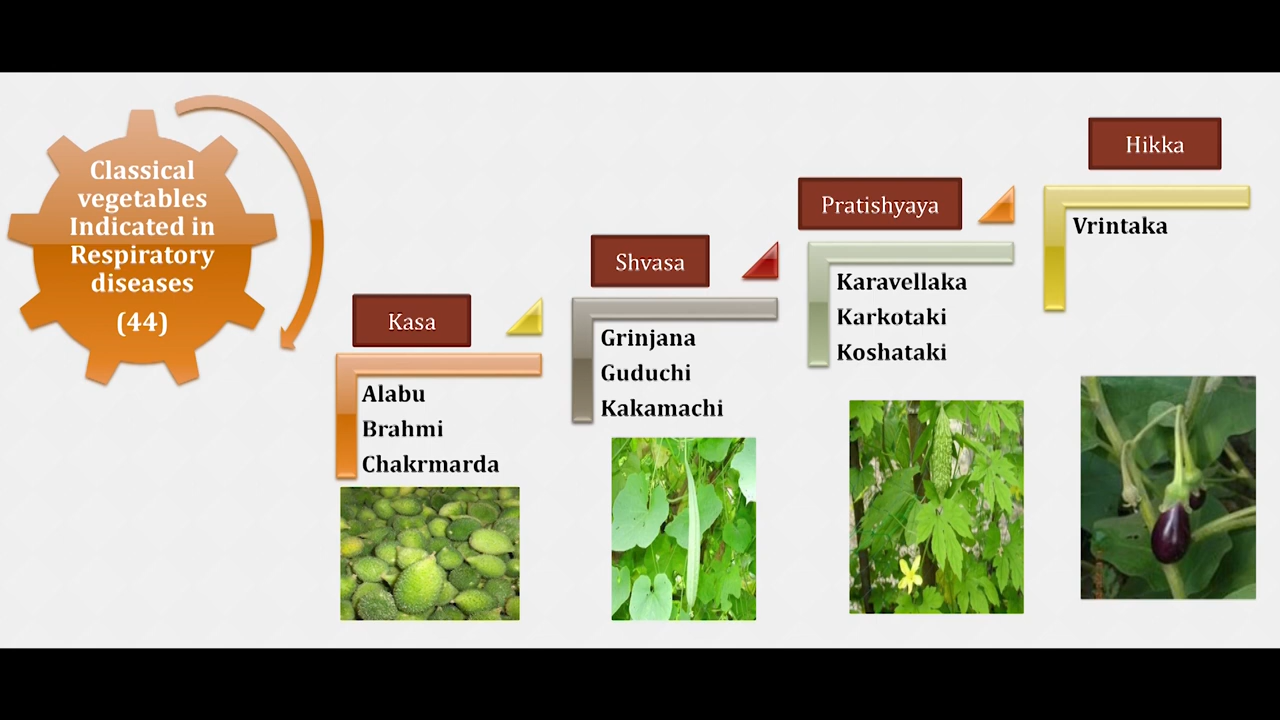 Classical
vegetables
Indicated in
Respiratory
diseases
(44)
Kasa
Alabu
Brahmi
Chakrmarda
Shvasa
Grinjana
Guduchi
Kakamachi
Pratishyaya
Karavellaka
Karkotaki
Koshataki
Hikka
Vrintaka